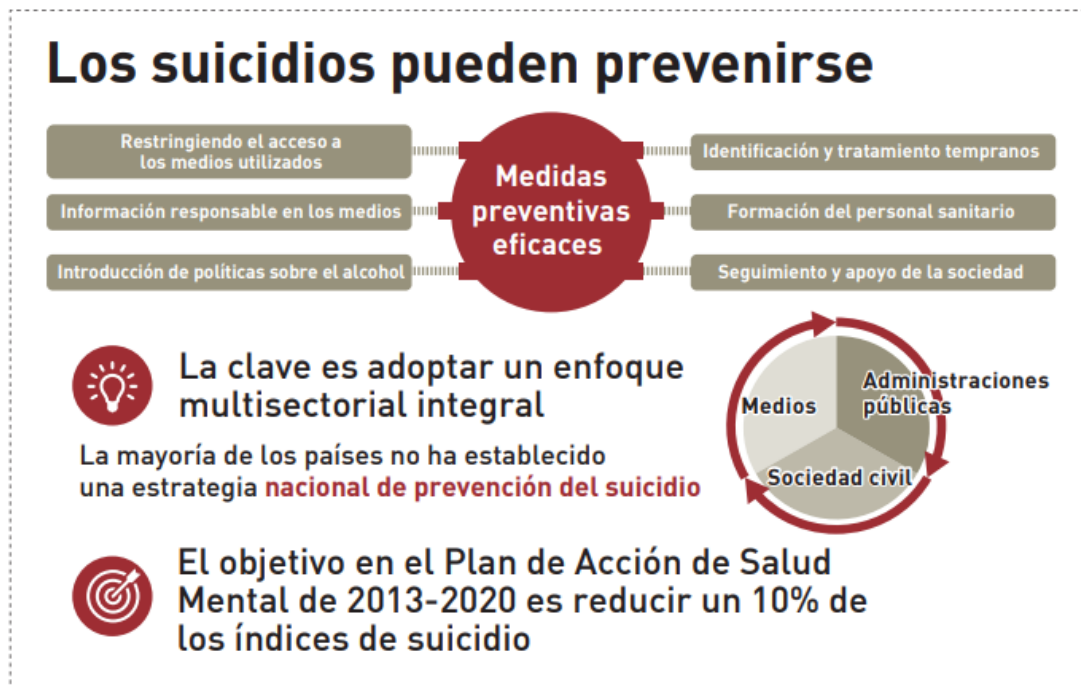 Los suicidios pueden prevenirse
Restringiendo el acceso a
los medios utilizados
Información responsable en los medios
Introducción de políticas sobre el alcohol
Medidas
preventivas
eficaces
Identificación y tratamiento tempranos
Formación del personal sanitario
Seguimiento y apoyo de la sociedad
La clave es adoptar un enfoque
multisectorial integral
La mayoría de los países no ha establecido
una estrategia nacional de prevención del suicidio
Medios
Administraciones
públicas
Sociedad civil
El objetivo en el Plan de Acción de Salud
Mental de 2013-2020 es reducir un 10% de
los índices de suicidio